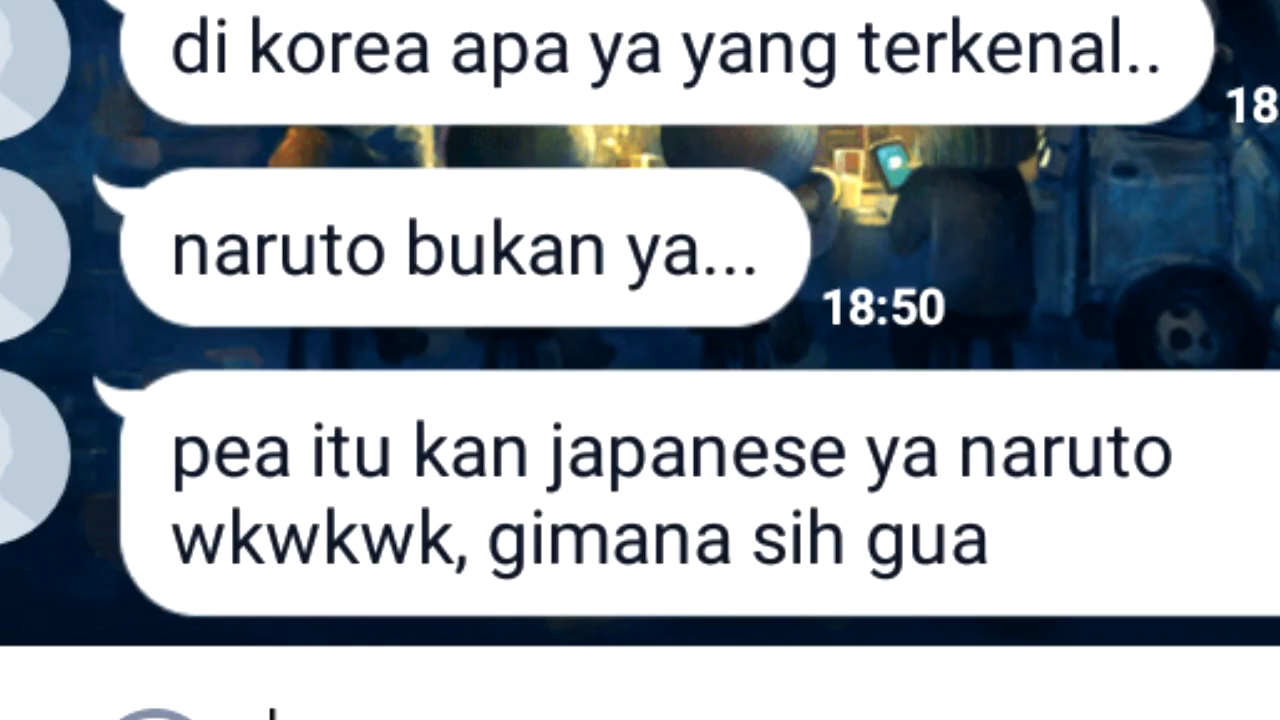 di korea apa ya yang terkenal..
18
naruto bukan ya...
18:50
pea itu kan japanese ya naruto
wkwkwk, gimana sih gua